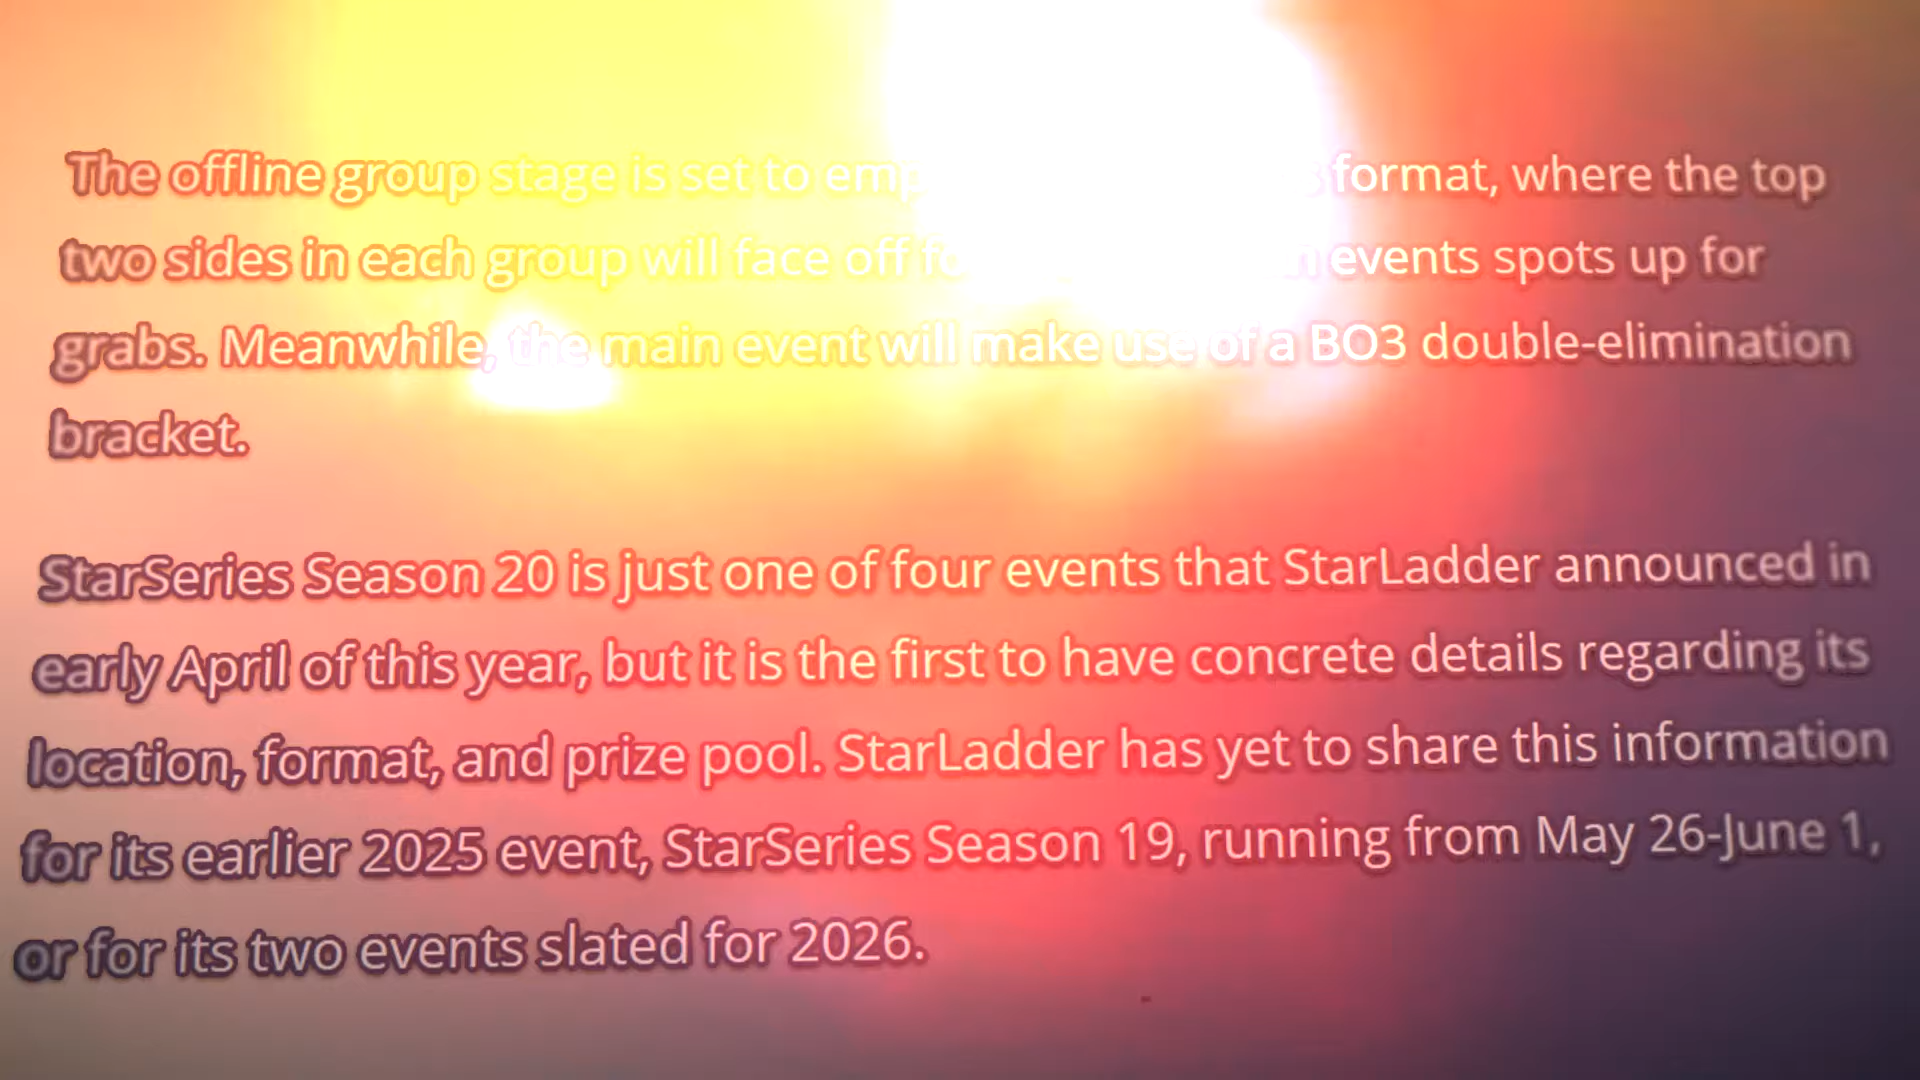 The offline group stage is set to format, where the top
two sides in each group will face off events spots up for
grabs. Meanwhile, the main event will make use of a BO3 double-elimination
bracket.
StarSeries Season 20 is just one of four events that StarLadder announced in
early April of this year, but it is the first to have concrete details regarding its
location, format, and prize pool. StarLadder has yet to share this information
for its earlier 2025 event, StarSeries Season 19, running from May 26-June 1,
or for its two events slated for 2026.